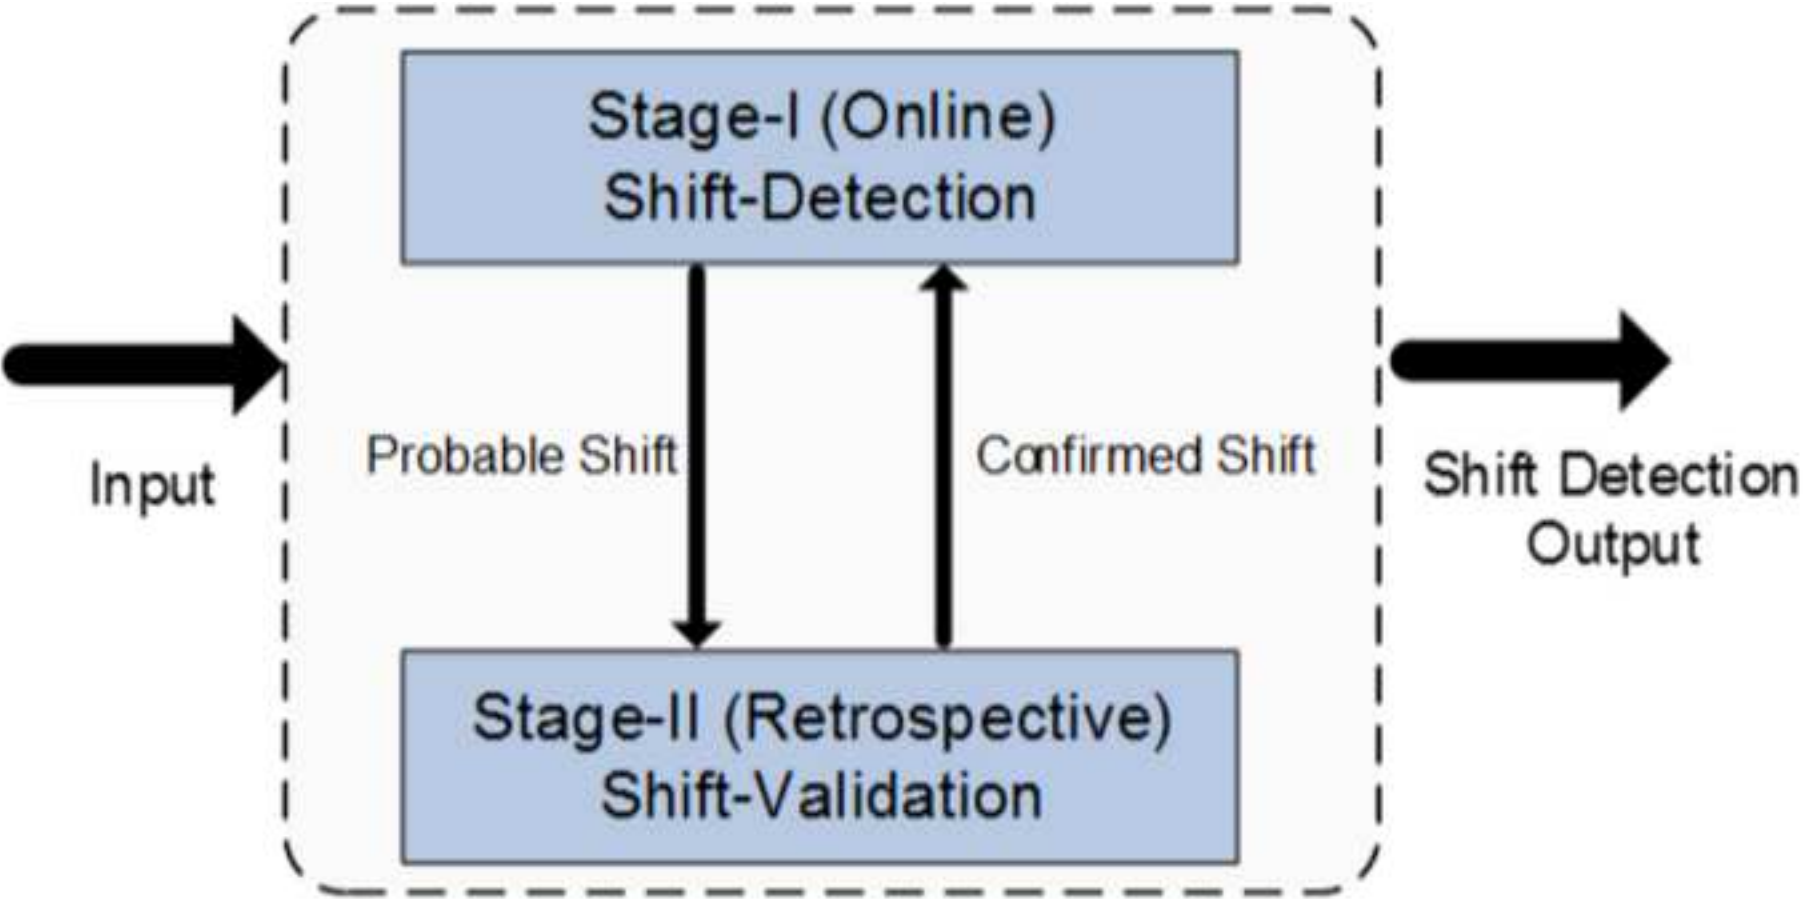 Stage-I (Online)
Shift-Detection
Input
Probable Shift
Confirmed Shift
Shift Detection
Output
Stage-II (Retrospective)
Shift-Validation